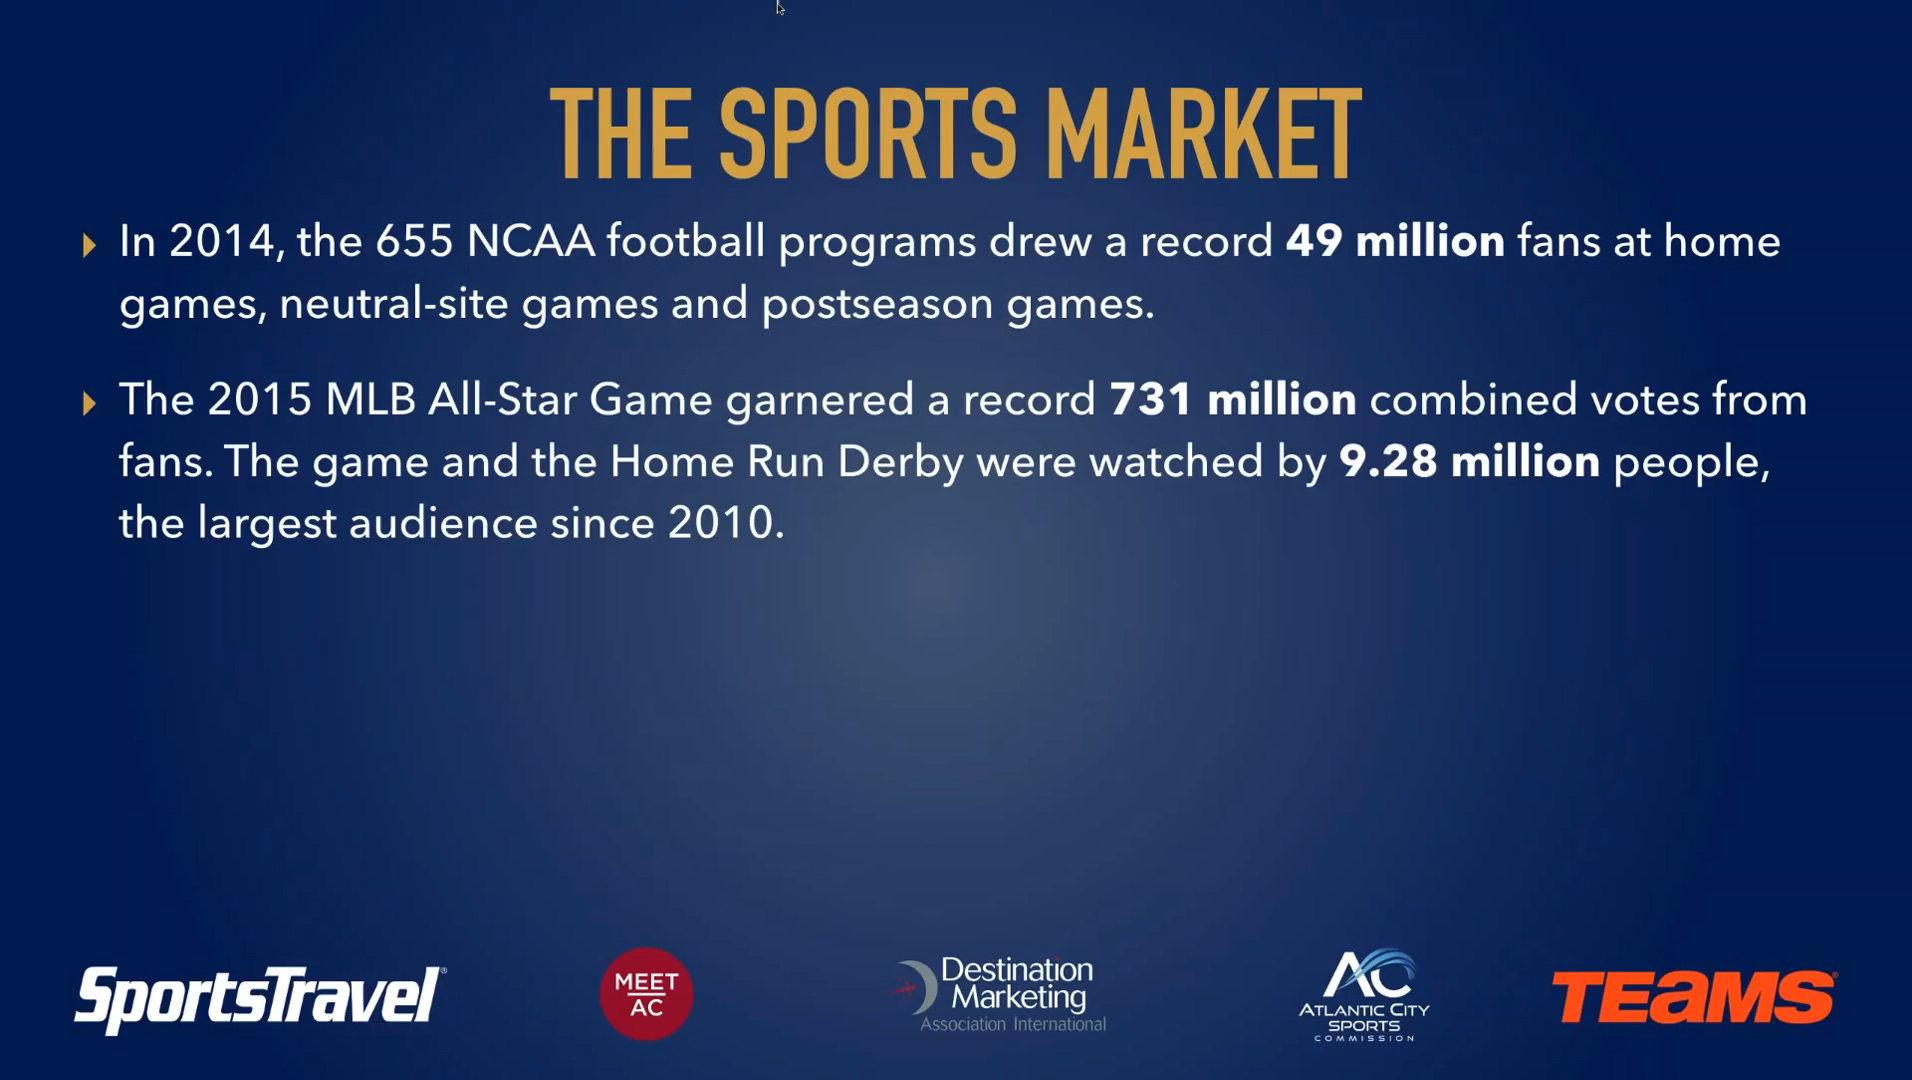 THE SPORTS MARKET
In 2014, the 655 NCAA football programs drew a record 49 million fans at home
games, neutral-site games and postseason games.
The 2015 MLB All-Star Game garnered a record 731 million combined votes from
fans. The game and the Home Run Derby were watched by 9.28 million people,
the largest audience since 2010.
SportsTravel®
MEET
AC
Destination
Marketing
Association International
AC
ATLANTIC CITY
SPORTS
COMMISSION
TEAMS®